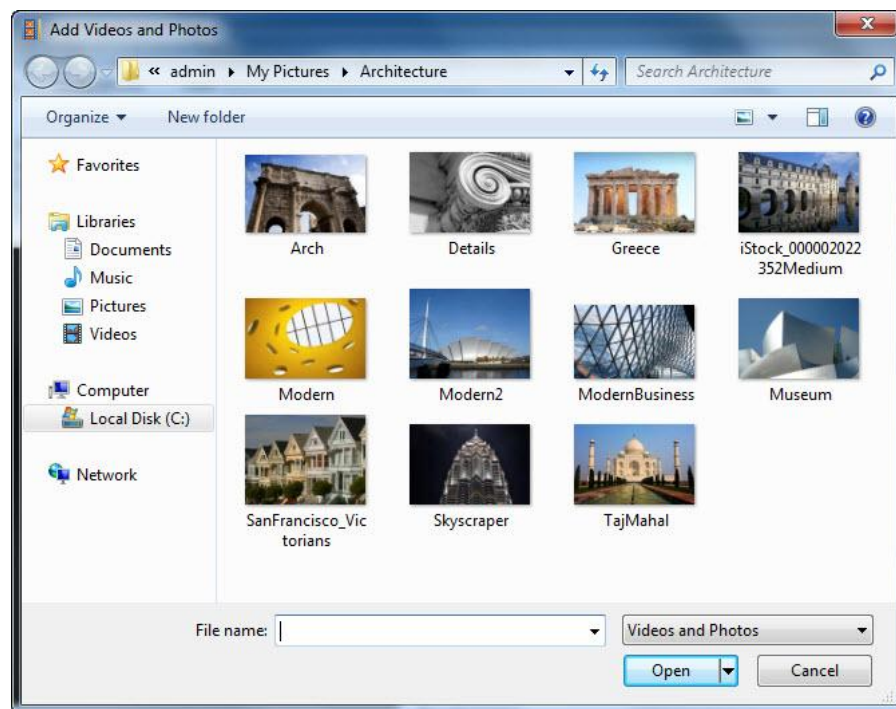 Add Videos and Photos
« admin ▸ My Pictures ▸ Architecture
Search Architecture
Organize
New folder
Favorites
Libraries
Documents
Music
Pictures
Videos
Computer
Local Disk (C:)
Network
Arch
Details
Greece
iStock_000002022
352Medium
Modern
Modern2
ModernBusiness
Museum
SanFrancisco_Vic
torians
Skyscraper
TajMahal
File name:
Videos and Photos
Open
Cancel